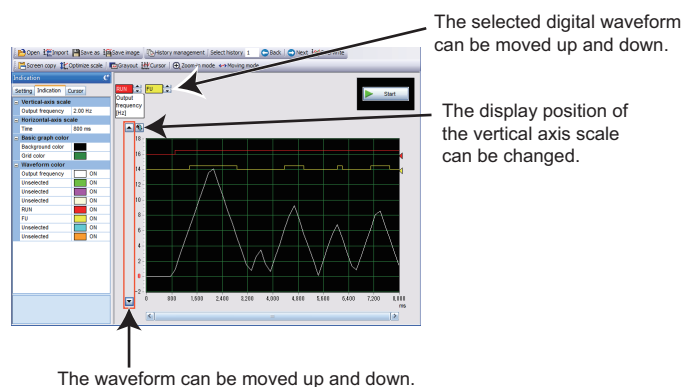 The selected digital waveform
can be moved up and down.
Open Import Save as Save image History management Select history 1 Back Next
Screen copy Optimize scale Grayout Cursor Zoom-in mode Moving mode
Indication
Setting Indication Cursor
Vertical-axis scale
Output frequency 2.00 Hz
Horizontal-axis scale
Time 800 ms
Basic graph color
Background color
Grid color
Waveform color
Output frequency ON
Unselected ON
Unselected ON
Unselected ON
RUN ON
FU ON
Unselected ON
Unselected ON
RUN FU
Output
frequency
[Hz]
Start
The display position of
the vertical axis scale
can be changed.
18
16
14
12
10
8
6
4
2
0
-2
0 800 1,600 2,400 3,200 4,000 4,800 5,600 6,400 7,200 8,000
ms
The waveform can be moved up and down.